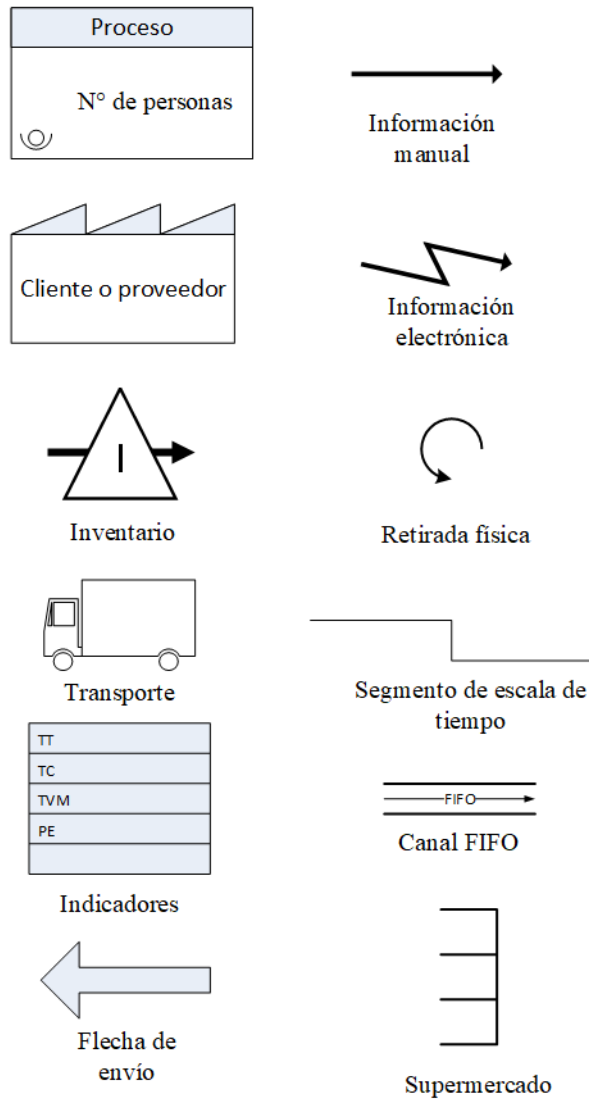 Proceso
N° de personas
Información
manual
Cliente o proveedor
Información
electrónica
I
Inventario
Retirada física
Transporte
Segmento de escala de
tiempo
TT
TC
TVM
PE
Indicadores
FIFO
Canal FIFO
Flecha de
envío
Supermercado